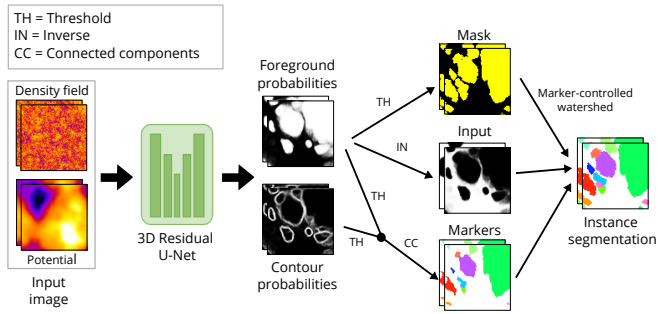 TH = Threshold
IN = Inverse
CC = Connected components
Density field
Potential
Input
image
3D Residual
U-Net
Foreground
probabilities
Contour
probabilities
TH
IN
TH
TH
CC
Mask
Input
Markers
Marker-controlled
watershed
Instance
segmentation